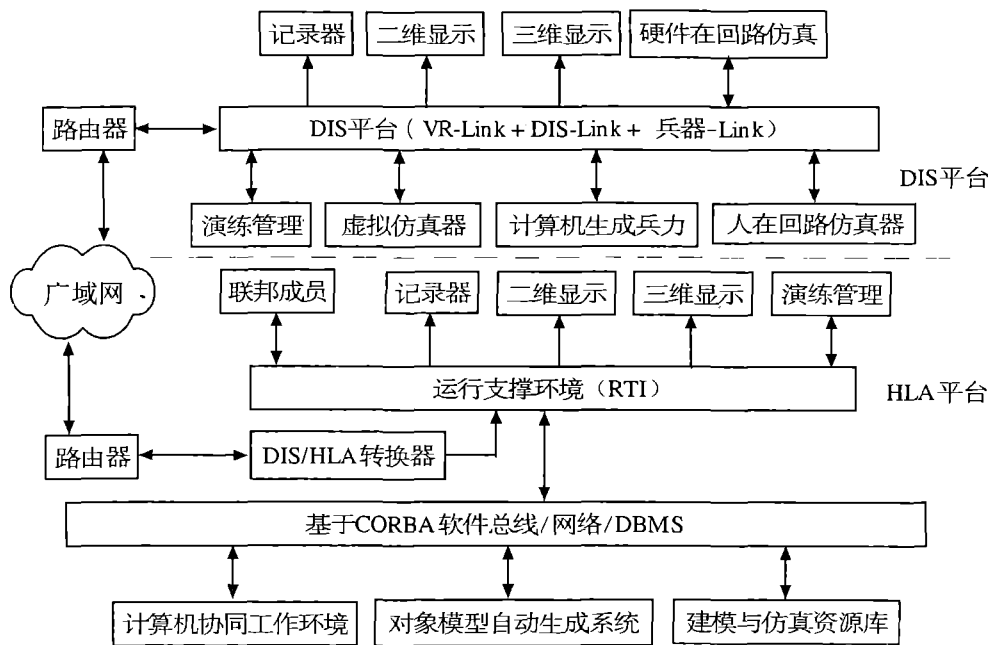 记录器
二维显示
三维显示
硬件在回路仿真
路由器
DIS平台（VR-Link+DIS-Link+ 兵器-Link）
DIS平台
演练管理
虚拟仿真器
计算机生成兵力
人在回路仿真器
广域网
联邦成员
记录器
二维显示
三维显示
演练管理
运行支撑环境（RTI）
HLA平台
路由器
DIS/HLA转换器
基于CORBA软件总线/网络/DBMS
计算机协同工作环境
对象模型自动生成系统
建模与仿真资源库